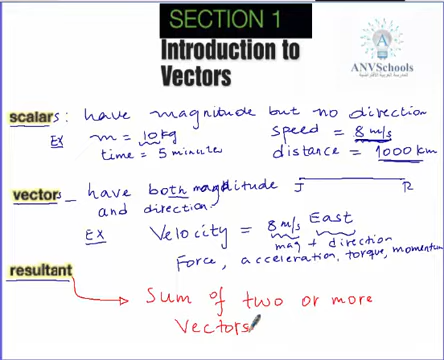 SECTION 1
Introduction to
Vectors
ANVSchools
scalars: have magnitude but no direction
Ex m = 10 kg speed = 8 m/s
time = 5 minutes distance = 1000 km
vectors_ have both magnitude J R
and direction.
Ex Velocity = 8 m/s East
mag + direction
Force, acceleration, torque, momentum
resultant
Sum of two or more
Vectors